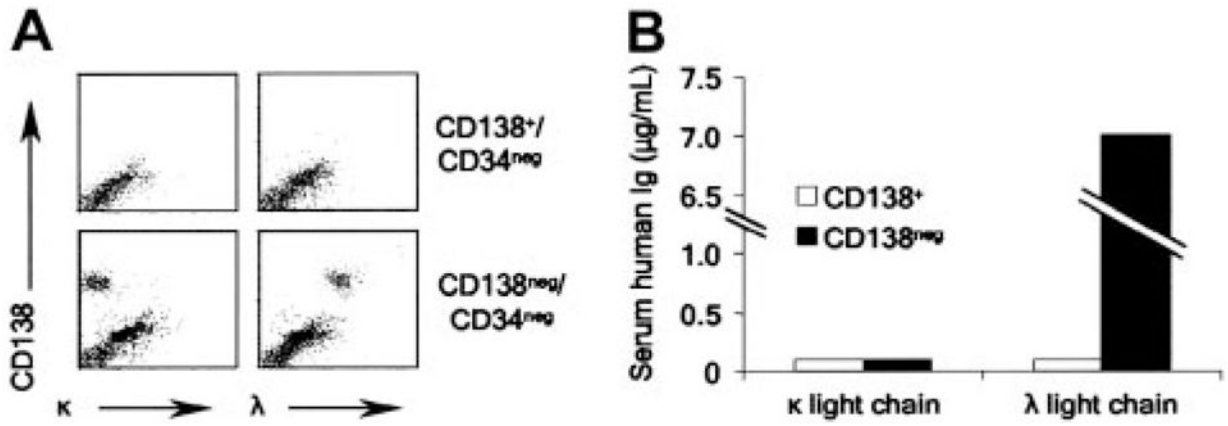 A
CD138
κ
λ
CD138⁺/
CD34ⁿᵉᵍ
CD138ⁿᵉᵍ/
CD34ⁿᵉᵍ
B
Serum human Ig (μg/mL)
7.5
7.0
6.5
1.0
0.5
0
CD138⁺
CD138ⁿᵉᵍ
κ light chain
λ light chain